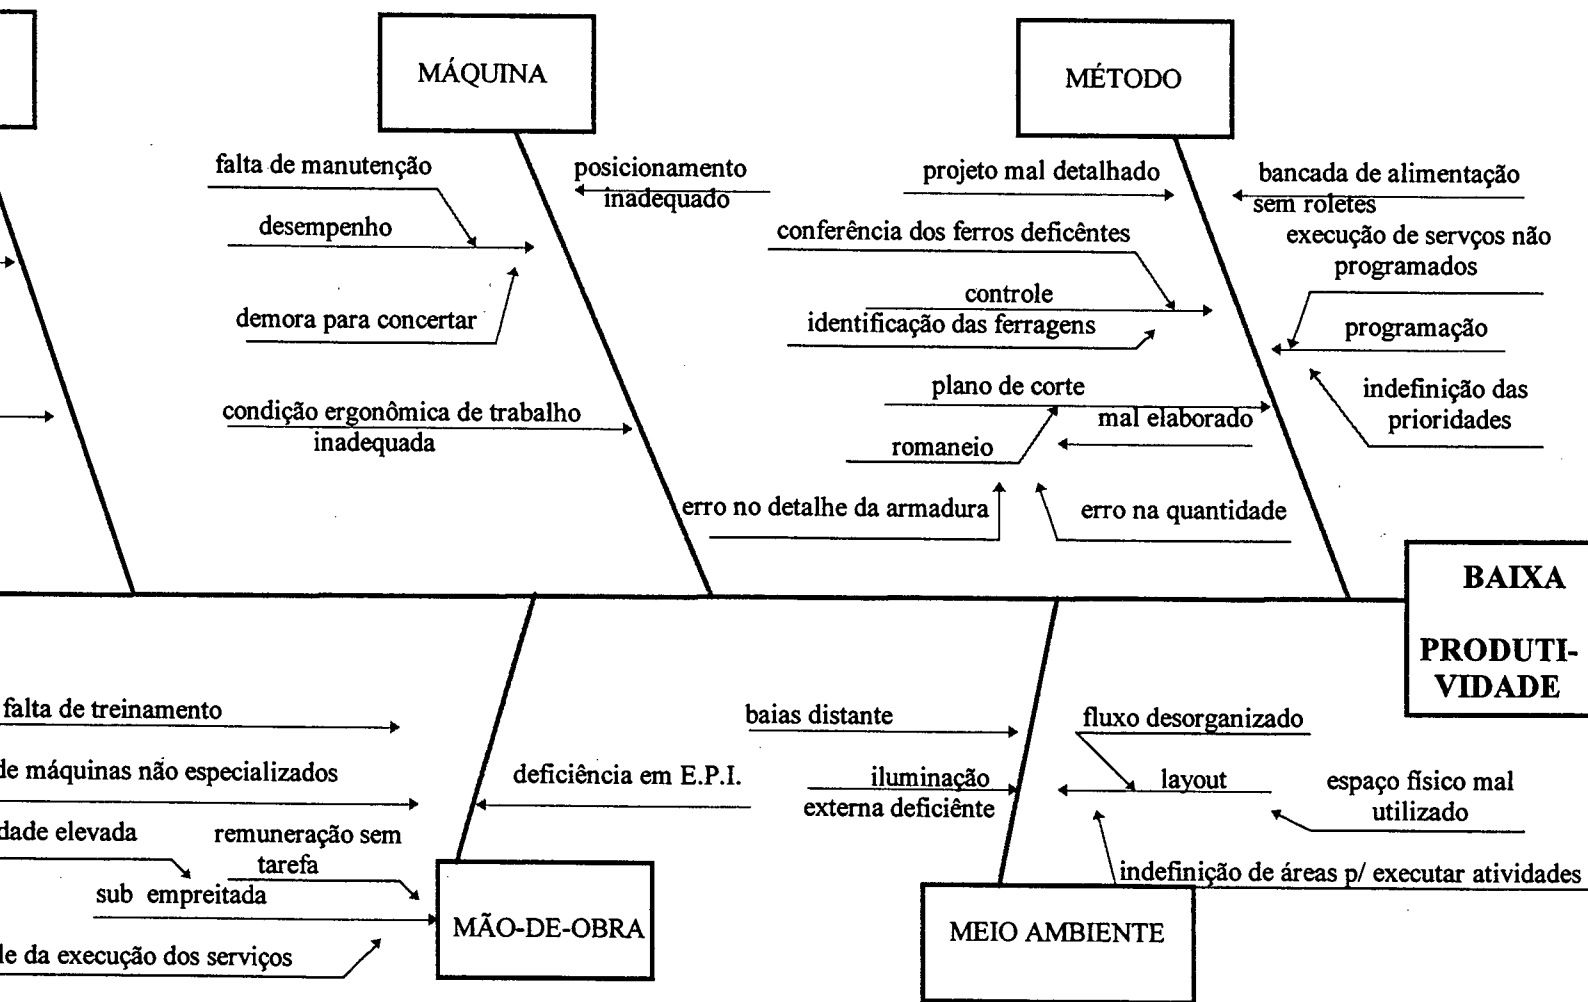 MÁQUINA
MÉTODO
falta de manutenção
posicionamento
inadequado
desempenho
demora para concertar
condição ergonômica de trabalho
inadequada
projeto mal detalhado
bancada de alimentação
sem roletes
conferência dos ferros deficêntes
execução de servços não
programados
controle
identificação das ferragens
programação
plano de corte
mal elaborado
indefinição das
prioridades
romaneio
erro no detalhe da armadura
erro na quantidade
BAIXA
PRODUTI-
VIDADE
falta de treinamento
de máquinas não especializados
dade elevada
remuneração sem
tarefa
sub empreitada
le da execução dos serviços
deficiência em E.P.I.
MÃO-DE-OBRA
baias distante
fluxo desorganizado
iluminação
externa deficiênte
layout
espaço físico mal
utilizado
indefinição de áreas p/ executar atividades
MEIO AMBIENTE